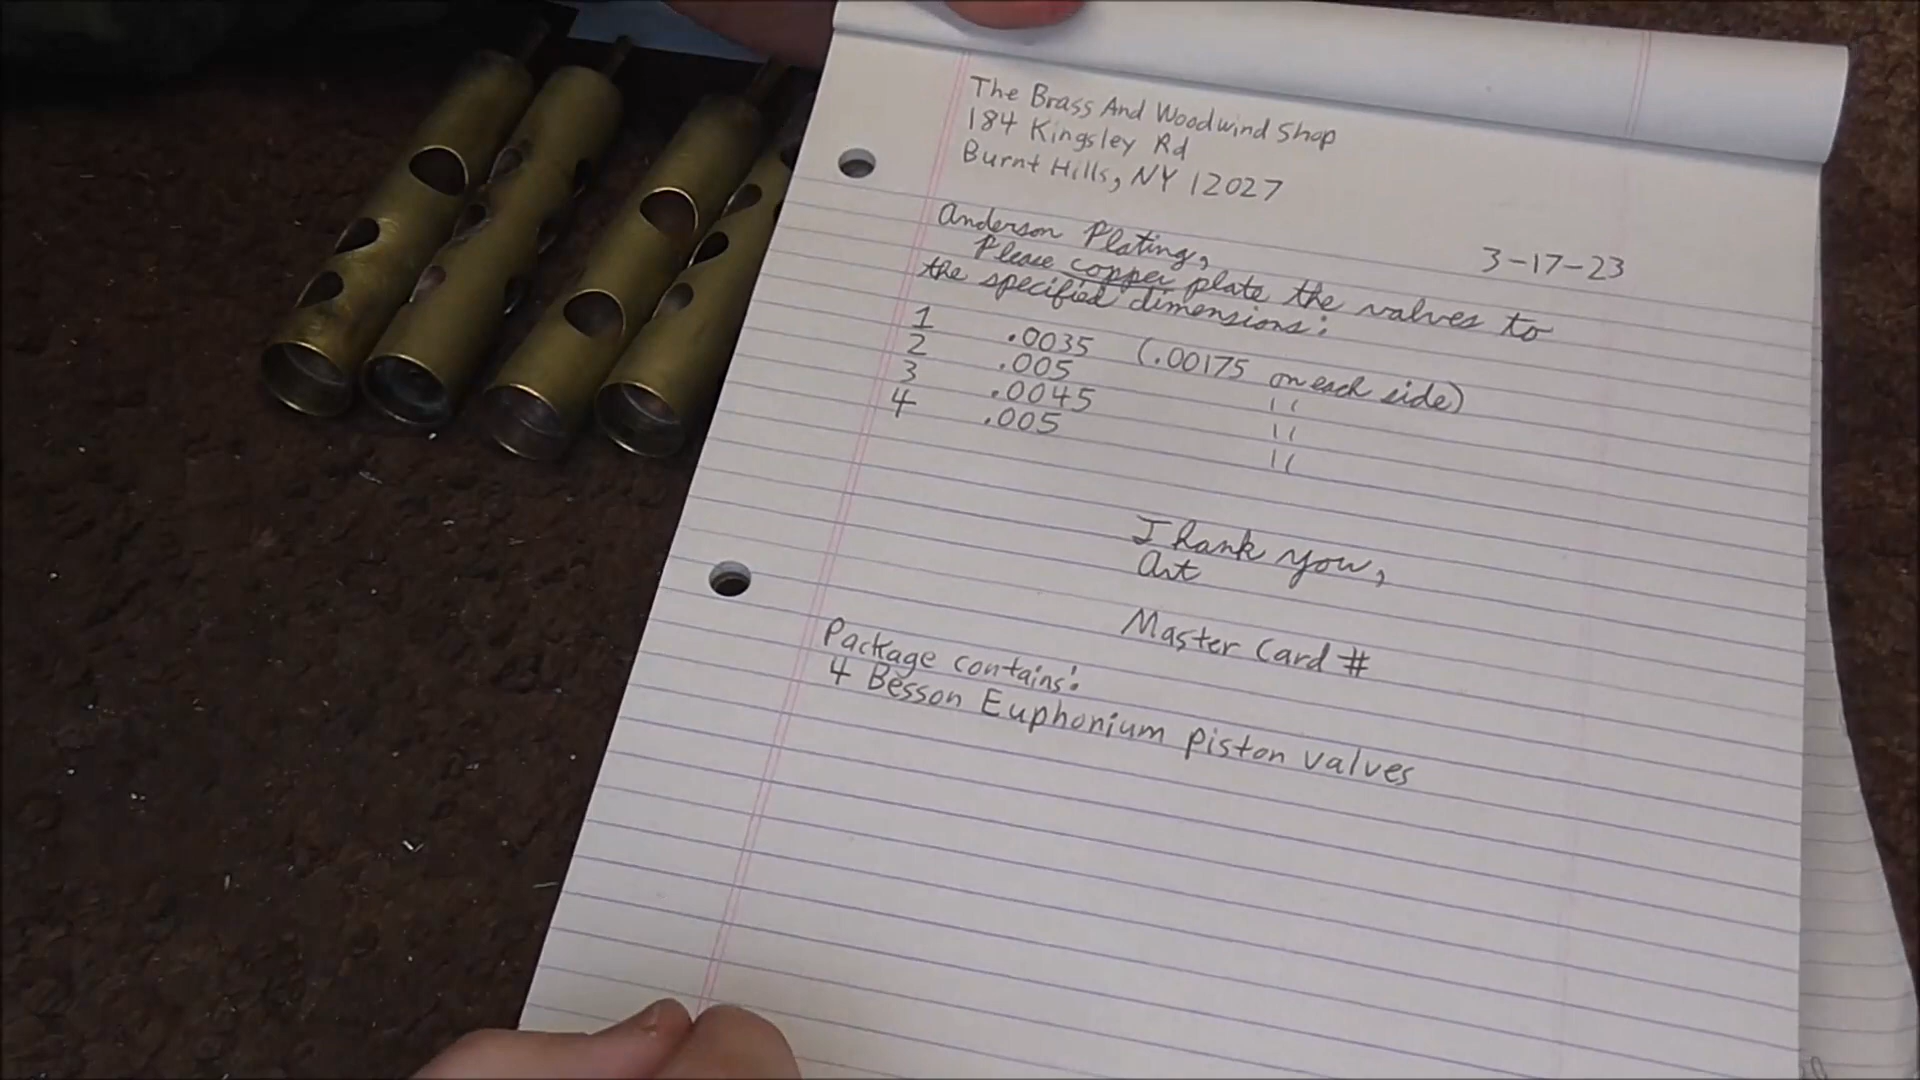 The Brass And Woodwind Shop
184 Kingsley Rd
Burnt Hills, NY 12027
3-17-23
Anderson Plating,
Please copper plate the valves to
the specified dimensions:
1 .0035 (.00175 on each side)
2 .005 "
3 .0045 "
4 .005 "
Thank you,
Art
Master Card #
Package contains:
4 Besson Euphonium piston valves